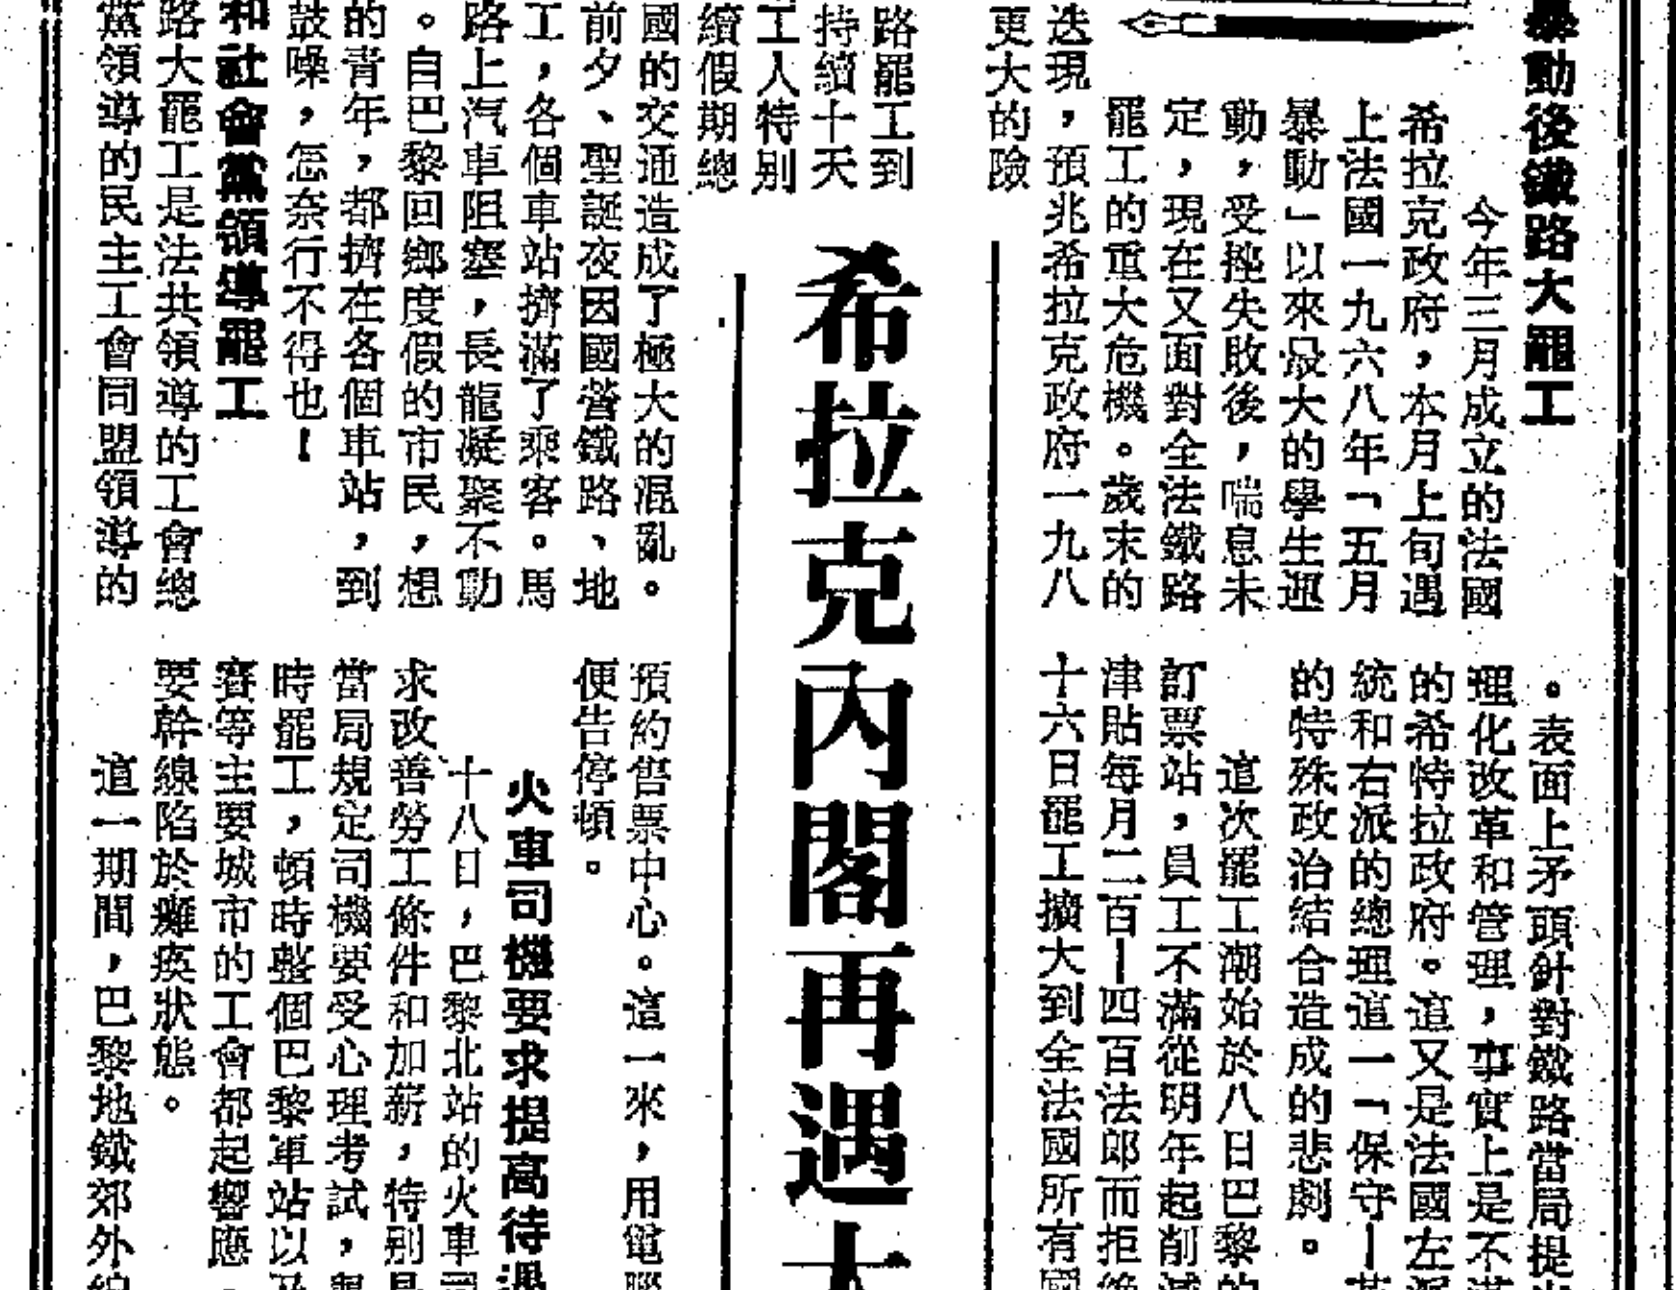 暴動後鐵路大罷工
今年三月成立的法國
希拉克政府，本月上旬遇
上法國一九六八年「五月
暴動」以來最大的學生運
動，受挫失敗後，喘息未
定，現在又面對全法鐵路
罷工的重大危機。歲末的
迭現，預兆希拉克政府一九八
更大的險
希拉克內閣再遇大
路罷工到
持續十天
工人特別
續假期總
國的交通造成了極大的混亂。
前夕、聖誕夜因國營鐵路、地
工，各個車站擠滿了乘客。馬
路上汽車阻塞，長龍凝聚不動
。自巴黎回鄉度假的市民，想
的青年，都擠在各個車站，到
鼓噪，怎奈行不得也！
和社會黨領導罷工
路大罷工是法共領導的工會總
黨領導的民主工會同盟領導的
。表面上矛頭針對鐵路當局提
理化改革和管理，事實上是不滿
的希特拉政府。這又是法國左派
統和右派的總理這一「保守—
的特殊政治結合造成的悲劇。
這次罷工潮始於八日巴黎的
訂票站，員工不滿從明年起削減
津貼每月二百—四百法郎而拒絶
十六日罷工擴大到全法國所有國
預約售票中心。這一來，用電腦
便告停頓。
火車司機要求提高待遇
十八日，巴黎北站的火車司
求改善勞工條件和加薪，特別是
當局規定司機要受心理考試，
時罷工，頓時整個巴黎車站以及
賽等主要城市的工會都起響應，
要幹線陷於癱瘓狀態。
這一期間，巴黎地鐵郊外線